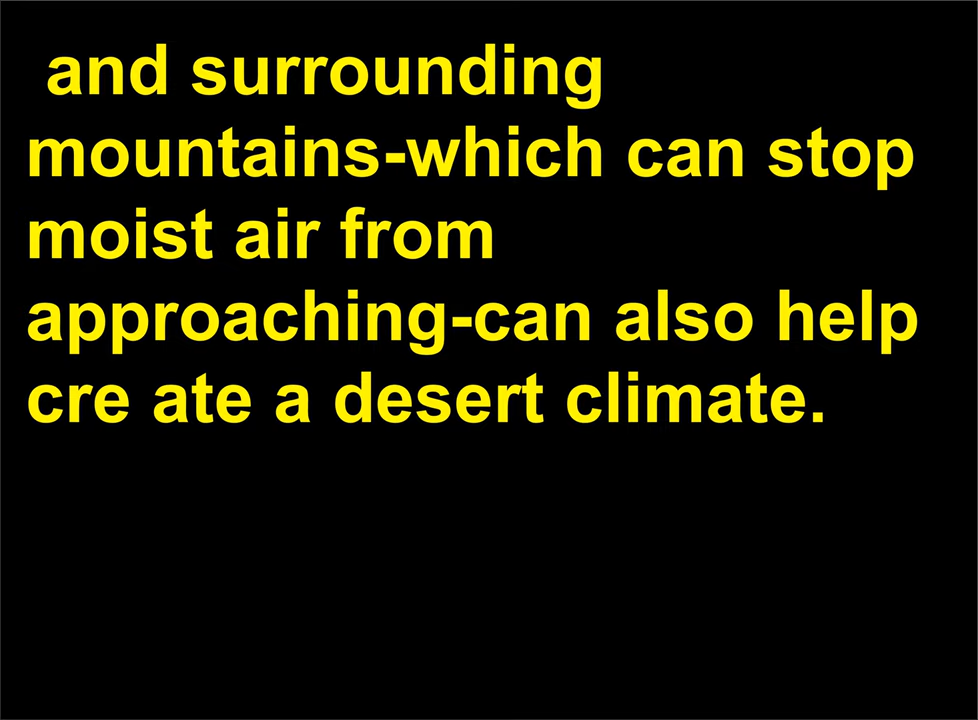 and surrounding
mountains-which can stop
moist air from
approaching-can also help
cre ate a desert climate.